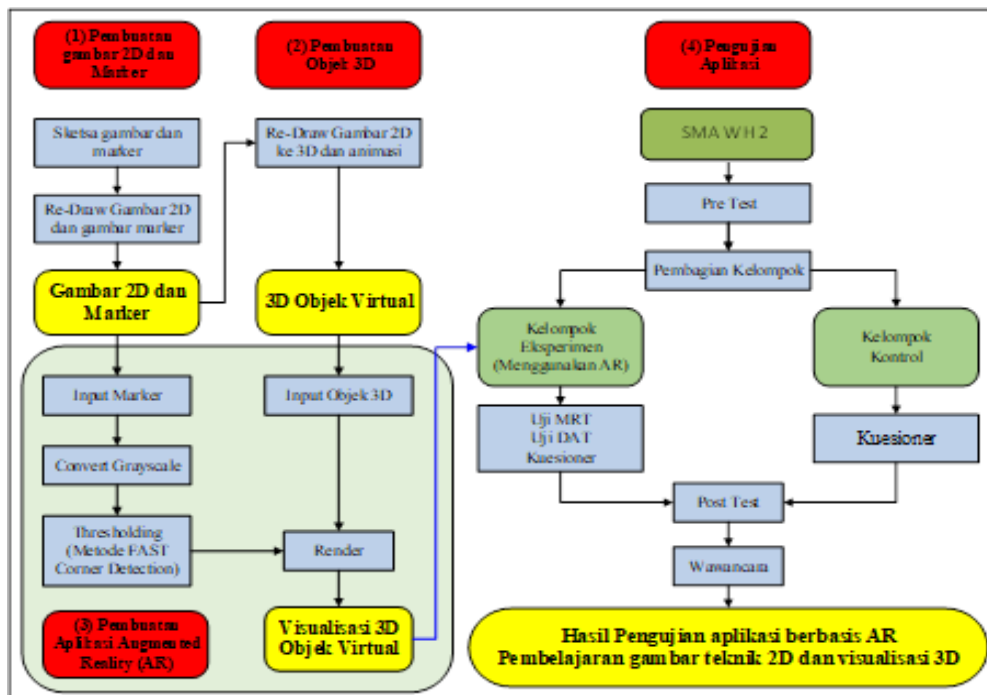 (1) Pembuatan
gambar 2D dan
Marker
Sketsa gambar dan
marker
Re-Draw Gambar 2D
dan gambar marker
Gambar 2D dan
Marker
(2) Pembuatan
Objek 3D
Re-Draw Gambar 2D
ke 3D dan animasi
3D Objek Virtual
Input Marker
Convert Grayscale
Thresholding
(Metode FAST
Corner Detection)
Input Objek 3D
Render
Visualisasi 3D
Objek Virtual
(3) Pembuatan
Aplikasi Augmented
Reality (AR)
(4) Pengujian
Aplikasi
SMA WH 2
Pre Test
Pembagian Kelompok
Kelompok
Eksperimen
(Menggunakan AR)
Kelompok
Kontrol
Uji MRT
Uji DAT
Kuesioner
Kuesioner
Post Test
Wawancara
Hasil Pengujian aplikasi berbasis AR
Pembelajaran gambar teknik 2D dan visualisasi 3D